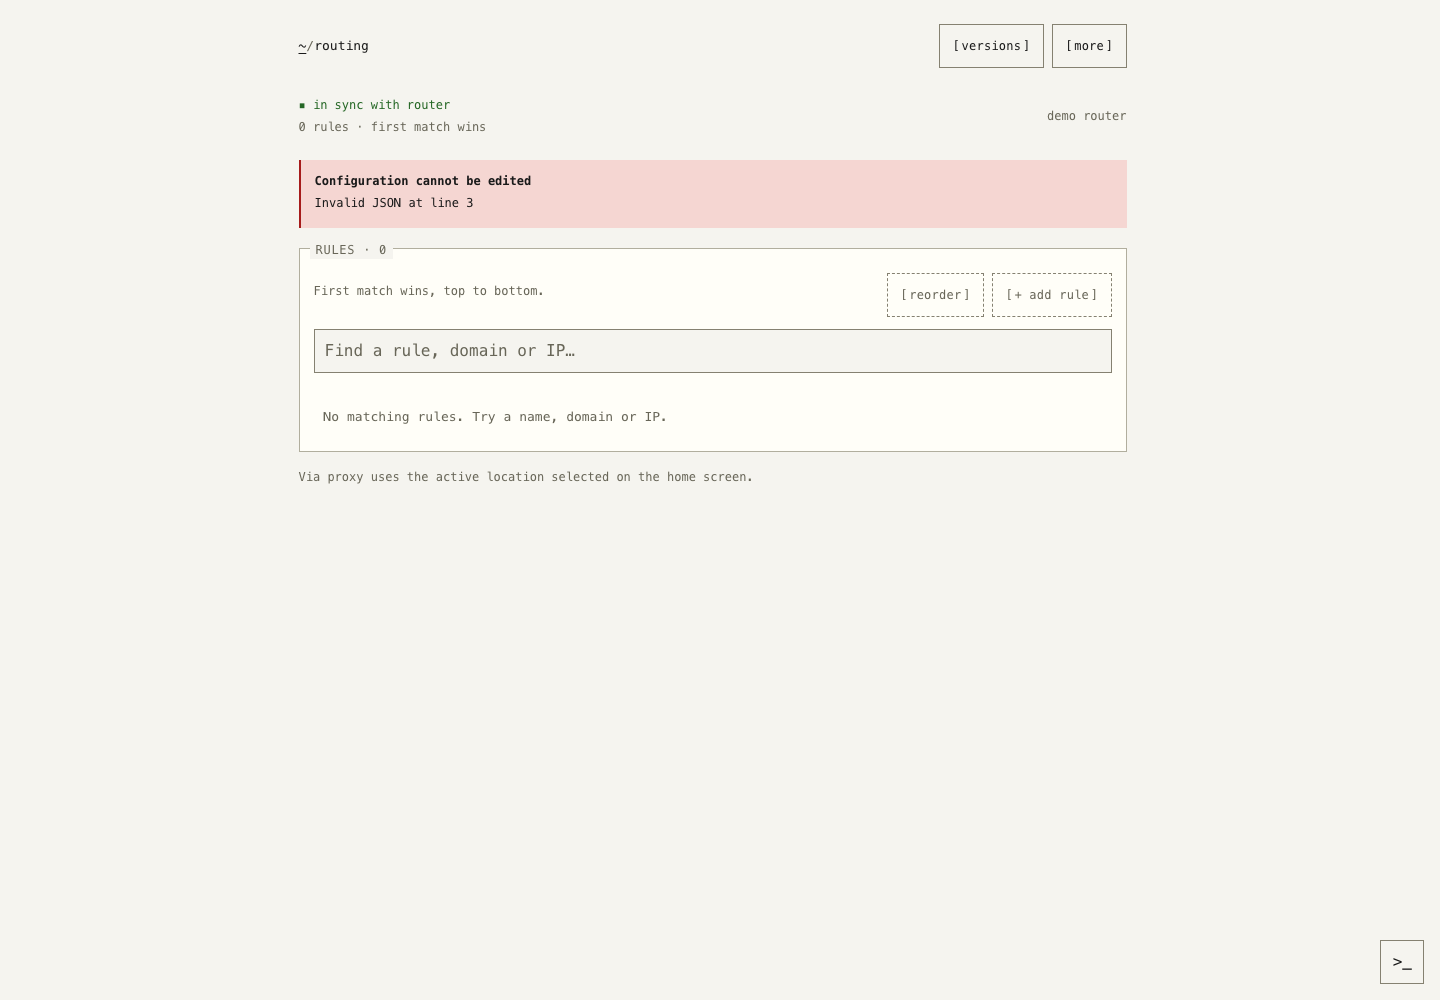 ~/routing
[versions] [more]
▪ in sync with router
0 rules · first match wins
demo router
Configuration cannot be edited
Invalid JSON at line 3
RULES · 0
First match wins, top to bottom.
[reorder] [+ add rule]
Find a rule, domain or IP…
No matching rules. Try a name, domain or IP.
Via proxy uses the active location selected on the home screen.
>_